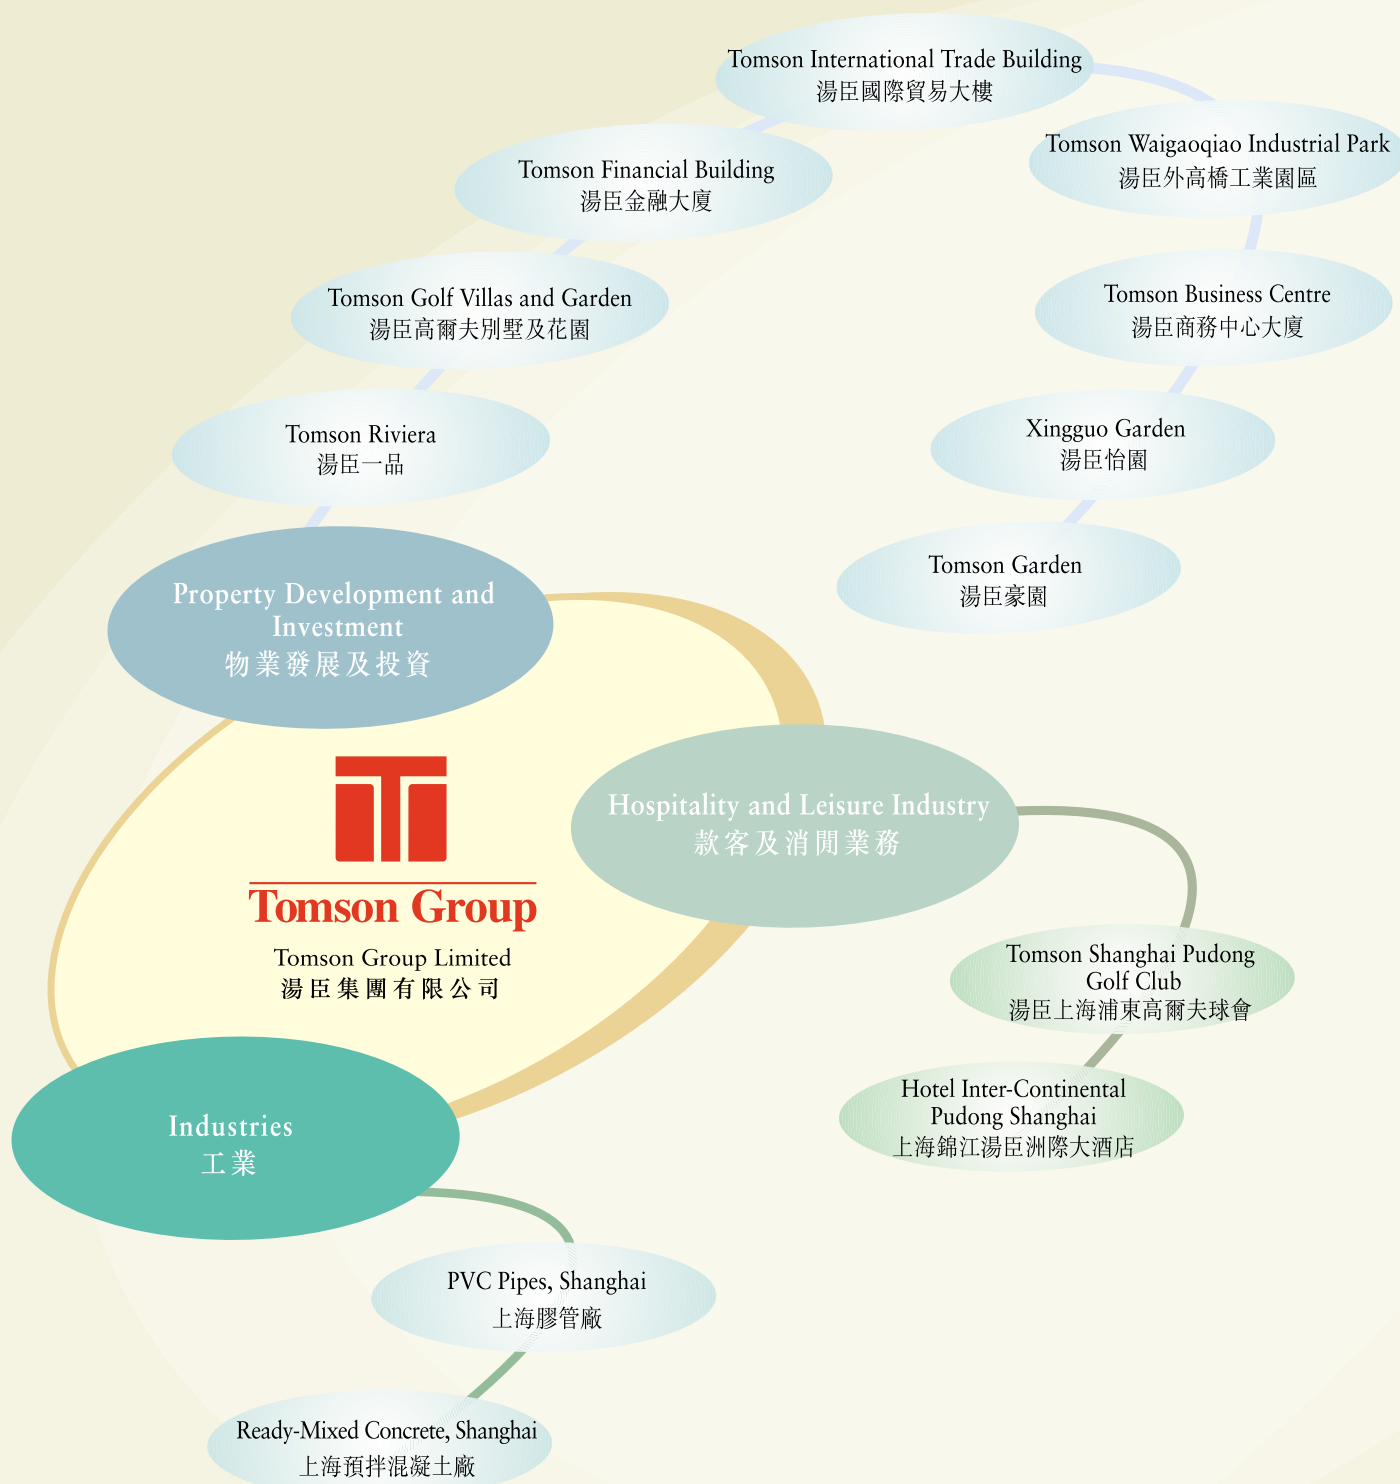 Tomson International Trade Building
湯臣國際貿易大樓
Tomson Waigaoqiao Industrial Park
湯臣外高橋工業園區
Tomson Financial Building
湯臣金融大廈
Tomson Business Centre
湯臣商務中心大廈
Tomson Golf Villas and Garden
湯臣高爾夫別墅及花園
Xingguo Garden
湯臣怡園
Tomson Riviera
湯臣一品
Tomson Garden
湯臣豪園
Property Development and
Investment
物業發展及投資
Hospitality and Leisure Industry
款客及消閒業務
Tomson Group
Tomson Group Limited
湯臣集團有限公司
Tomson Shanghai Pudong
Golf Club
湯臣上海浦東高爾夫球會
Hotel Inter-Continental
Pudong Shanghai
上海錦江湯臣洲際大酒店
Industries
工業
PVC Pipes, Shanghai
上海膠管廠
Ready-Mixed Concrete, Shanghai
上海預拌混凝土廠